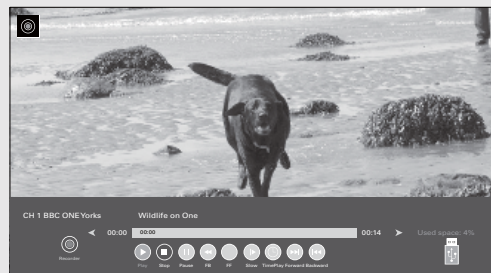 CH 1 BBC ONE Yorks Wildlife on One
00:00 00:00 00:14 Used space: 4%
Recorder
Play Stop Pause FB FF Slow TimePlay Forward Backward